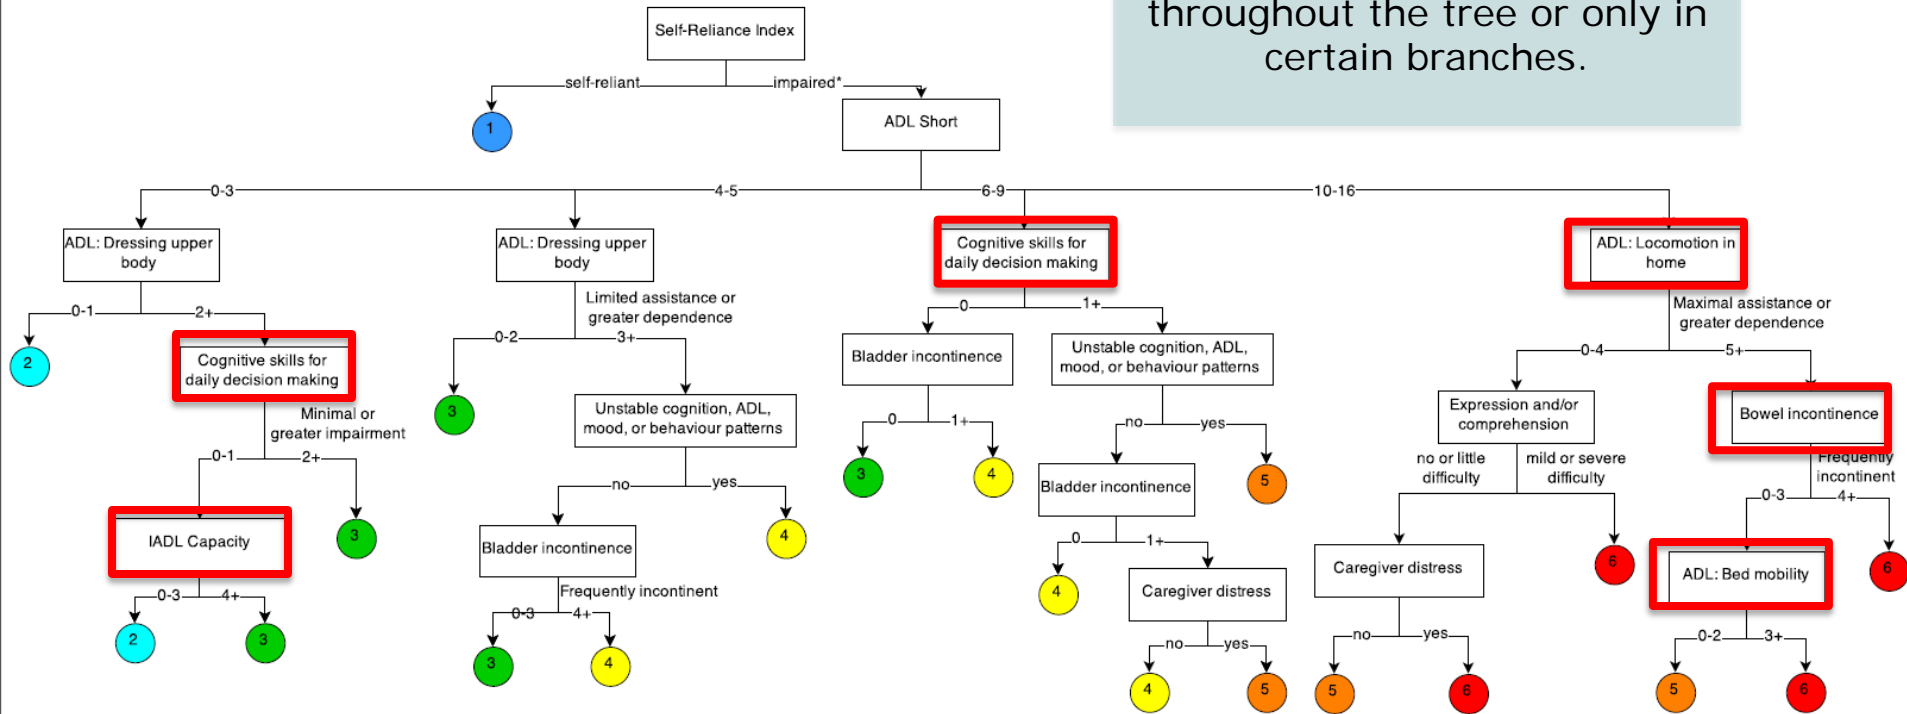 throughout the tree or only in
certain branches.
Self-Reliance Index
self-reliant
impaired*
1
ADL Short
0-3
4-5
6-9
10-16
ADL: Dressing upper
body
ADL: Dressing upper
body
Cognitive skills for
daily decision making
ADL: Locomotion in
home
0-1
2+
Limited assistance or
greater dependence
0
1+
Maximal assistance or
greater dependence
2
Cognitive skills for
daily decision making
0-2
3+
Bladder incontinence
Unstable cognition, ADL,
mood, or behaviour patterns
0-4
5+
Minimal or
greater impairment
3
Unstable cognition, ADL,
mood, or behaviour patterns
0
1+
no
yes
Expression and/or
comprehension
Bowel incontinence
0-1
2+
no
yes
3
4
Bladder incontinence
5
no or little
difficulty
mild or severe
difficulty
Frequently
incontinent
0-3
4+
IADL Capacity
3
Bladder incontinence
4
0
1+
Caregiver distress
6
ADL: Bed mobility
6
0-3
4+
Frequently incontinent
0-3
4+
4
Caregiver distress
no
yes
0-2
3+
2
3
3
4
no
yes
4
5
5
6
5
6